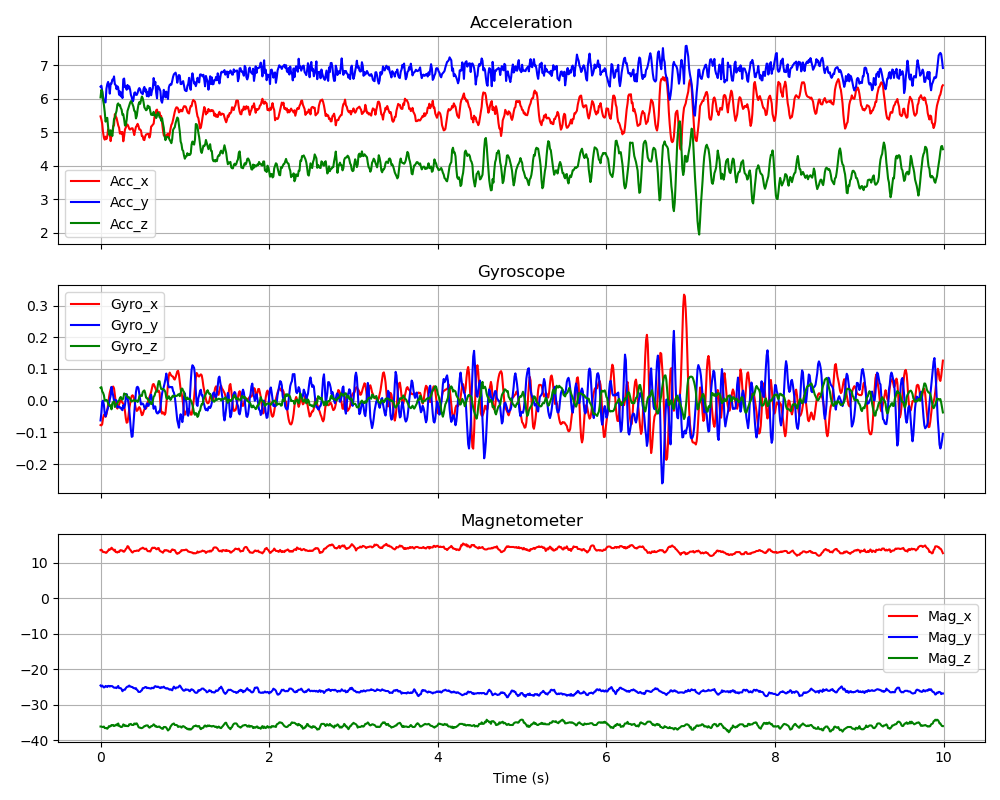 Acceleration
7
6
5
4
3
2
Acc_x
Acc_y
Acc_z
Gyroscope
0.3
0.2
0.1
0.0
−0.1
−0.2
Gyro_x
Gyro_y
Gyro_z
Magnetometer
10
0
−10
−20
−30
−40
Mag_x
Mag_y
Mag_z
0 2 4 6 8 10
Time (s)